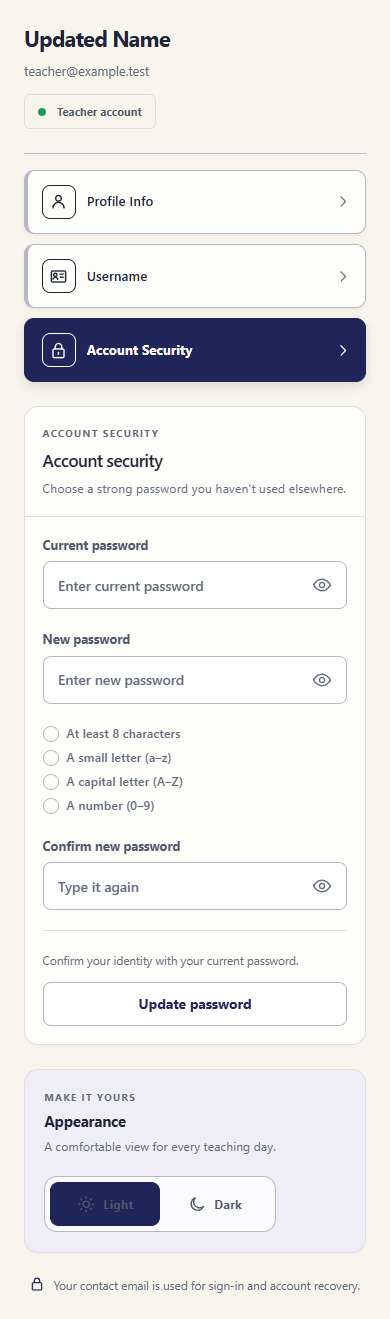 Updated Name
teacher@example.test
Teacher account
Profile Info
Username
Account Security
ACCOUNT SECURITY
Account security
Choose a strong password you haven't used elsewhere.
Current password
Enter current password
New password
Enter new password
At least 8 characters
A small letter (a–z)
A capital letter (A–Z)
A number (0–9)
Confirm new password
Type it again
Confirm your identity with your current password.
Update password
MAKE IT YOURS
Appearance
A comfortable view for every teaching day.
Light
Dark
Your contact email is used for sign-in and account recovery.